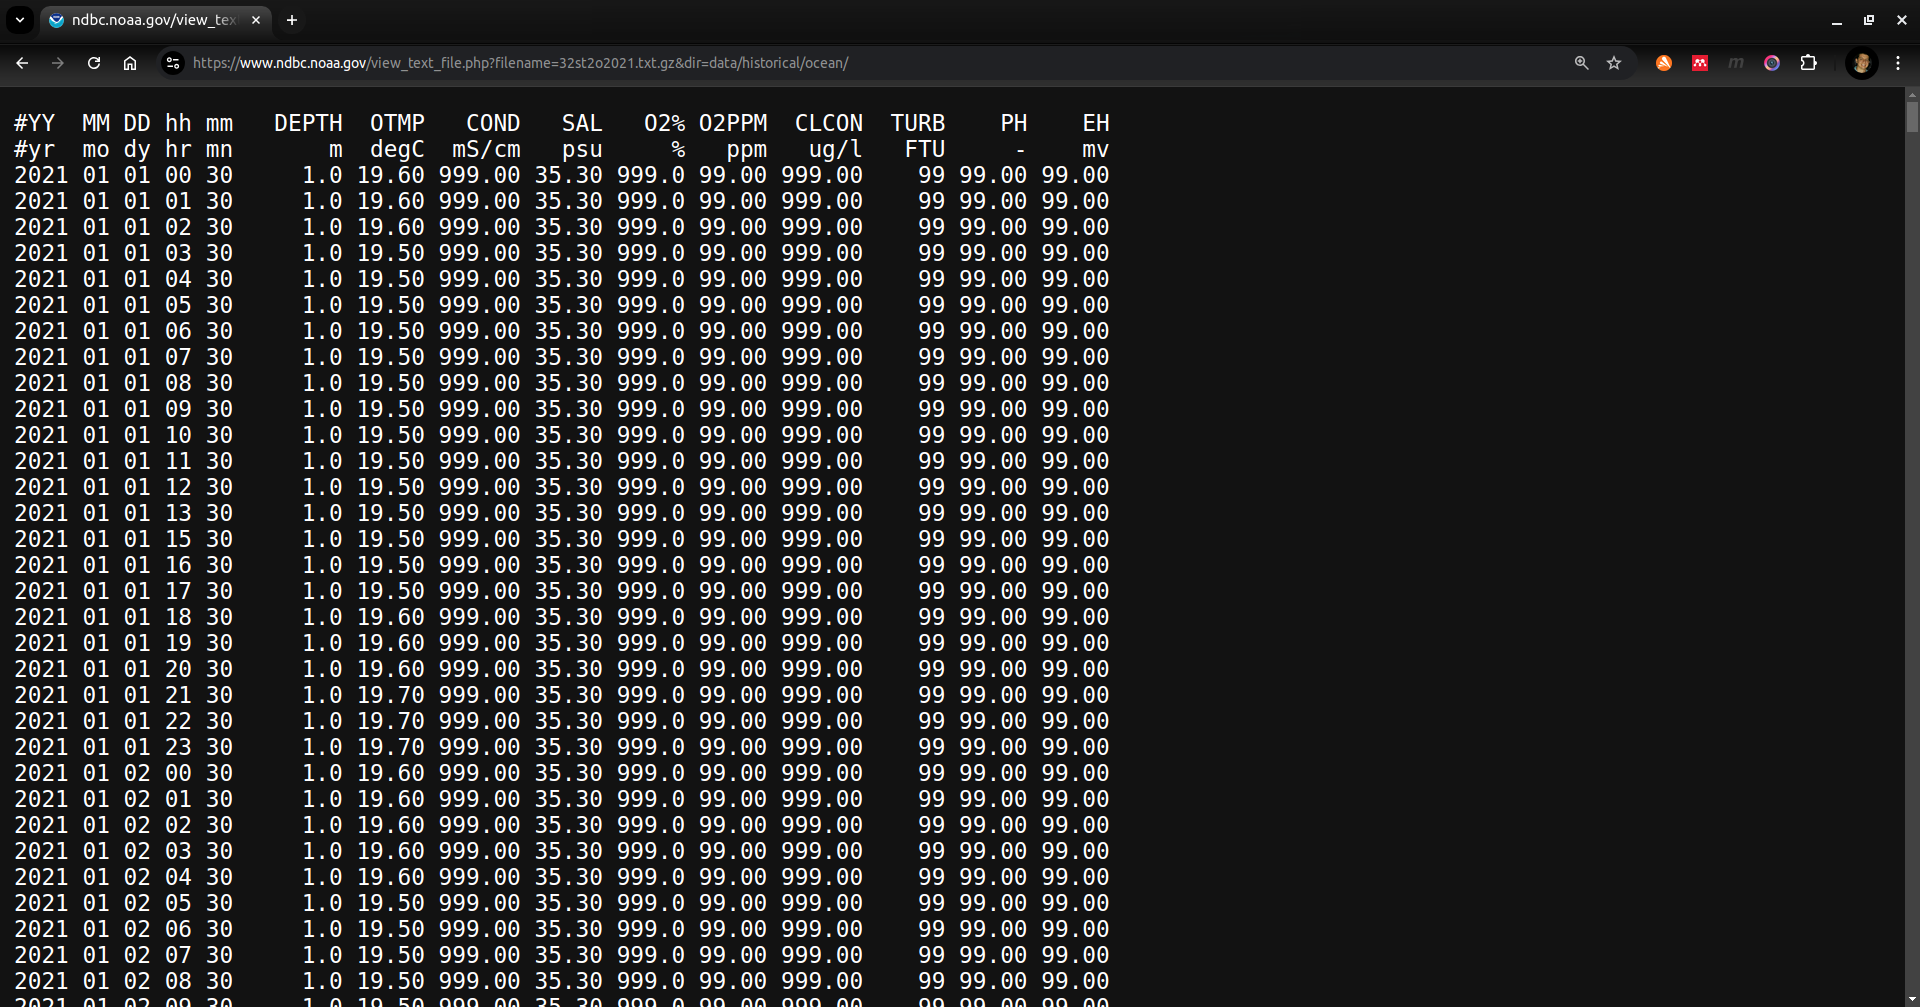 ndbc.noaa.gov/view_tex
https://www.ndbc.noaa.gov/view_text_file.php?filename=32st2o2021.txt.gz&dir=data/historical/ocean/
#YY  MM DD hh mm   DEPTH  OTMP   COND   SAL   O2% O2PPM  CLCON  TURB    PH    EH
#yr  mo dy hr mn       m  degC  mS/cm   psu     %   ppm   ug/l   FTU     -    mv
2021 01 01 00 30     1.0 19.60 999.00 35.30 999.0 99.00 999.00    99 99.00 99.00
2021 01 01 01 30     1.0 19.60 999.00 35.30 999.0 99.00 999.00    99 99.00 99.00
2021 01 01 02 30     1.0 19.60 999.00 35.30 999.0 99.00 999.00    99 99.00 99.00
2021 01 01 03 30     1.0 19.50 999.00 35.30 999.0 99.00 999.00    99 99.00 99.00
2021 01 01 04 30     1.0 19.50 999.00 35.30 999.0 99.00 999.00    99 99.00 99.00
2021 01 01 05 30     1.0 19.50 999.00 35.30 999.0 99.00 999.00    99 99.00 99.00
2021 01 01 06 30     1.0 19.50 999.00 35.30 999.0 99.00 999.00    99 99.00 99.00
2021 01 01 07 30     1.0 19.50 999.00 35.30 999.0 99.00 999.00    99 99.00 99.00
2021 01 01 08 30     1.0 19.50 999.00 35.30 999.0 99.00 999.00    99 99.00 99.00
2021 01 01 09 30     1.0 19.50 999.00 35.30 999.0 99.00 999.00    99 99.00 99.00
2021 01 01 10 30     1.0 19.50 999.00 35.30 999.0 99.00 999.00    99 99.00 99.00
2021 01 01 11 30     1.0 19.50 999.00 35.30 999.0 99.00 999.00    99 99.00 99.00
2021 01 01 12 30     1.0 19.50 999.00 35.30 999.0 99.00 999.00    99 99.00 99.00
2021 01 01 13 30     1.0 19.50 999.00 35.30 999.0 99.00 999.00    99 99.00 99.00
2021 01 01 15 30     1.0 19.50 999.00 35.30 999.0 99.00 999.00    99 99.00 99.00
2021 01 01 16 30     1.0 19.50 999.00 35.30 999.0 99.00 999.00    99 99.00 99.00
2021 01 01 17 30     1.0 19.50 999.00 35.30 999.0 99.00 999.00    99 99.00 99.00
2021 01 01 18 30     1.0 19.60 999.00 35.30 999.0 99.00 999.00    99 99.00 99.00
2021 01 01 19 30     1.0 19.60 999.00 35.30 999.0 99.00 999.00    99 99.00 99.00
2021 01 01 20 30     1.0 19.60 999.00 35.30 999.0 99.00 999.00    99 99.00 99.00
2021 01 01 21 30     1.0 19.70 999.00 35.30 999.0 99.00 999.00    99 99.00 99.00
2021 01 01 22 30     1.0 19.70 999.00 35.30 999.0 99.00 999.00    99 99.00 99.00
2021 01 01 23 30     1.0 19.70 999.00 35.30 999.0 99.00 999.00    99 99.00 99.00
2021 01 02 00 30     1.0 19.60 999.00 35.30 999.0 99.00 999.00    99 99.00 99.00
2021 01 02 01 30     1.0 19.60 999.00 35.30 999.0 99.00 999.00    99 99.00 99.00
2021 01 02 02 30     1.0 19.60 999.00 35.30 999.0 99.00 999.00    99 99.00 99.00
2021 01 02 03 30     1.0 19.60 999.00 35.30 999.0 99.00 999.00    99 99.00 99.00
2021 01 02 04 30     1.0 19.60 999.00 35.30 999.0 99.00 999.00    99 99.00 99.00
2021 01 02 05 30     1.0 19.50 999.00 35.30 999.0 99.00 999.00    99 99.00 99.00
2021 01 02 06 30     1.0 19.50 999.00 35.30 999.0 99.00 999.00    99 99.00 99.00
2021 01 02 07 30     1.0 19.50 999.00 35.30 999.0 99.00 999.00    99 99.00 99.00
2021 01 02 08 30     1.0 19.50 999.00 35.30 999.0 99.00 999.00    99 99.00 99.00
2021 01 02 09 30     1.0 19.50 999.00 35.30 999.0 99.00 999.00    99 99.00 99.00